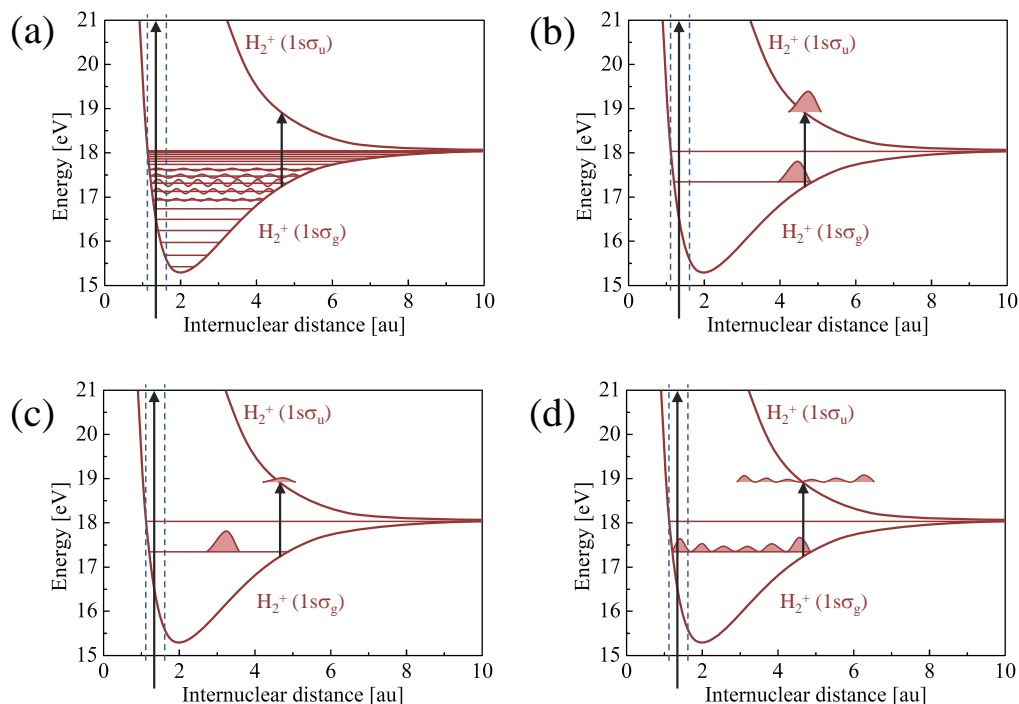 (a)
Energy [eV]
21
20
19
18
17
16
15
H₂⁺ (1sσᵤ)
H₂⁺ (1sσg)
0
2
4
6
8
10
Internuclear distance [au]
(b)
Energy [eV]
21
20
19
18
17
16
15
H₂⁺ (1sσᵤ)
H₂⁺ (1sσg)
0
2
4
6
8
10
Internuclear distance [au]
(c)
Energy [eV]
21
20
19
18
17
16
15
H₂⁺ (1sσᵤ)
H₂⁺ (1sσg)
0
2
4
6
8
10
Internuclear distance [au]
(d)
Energy [eV]
21
20
19
18
17
16
15
H₂⁺ (1sσᵤ)
H₂⁺ (1sσg)
0
2
4
6
8
10
Internuclear distance [au]